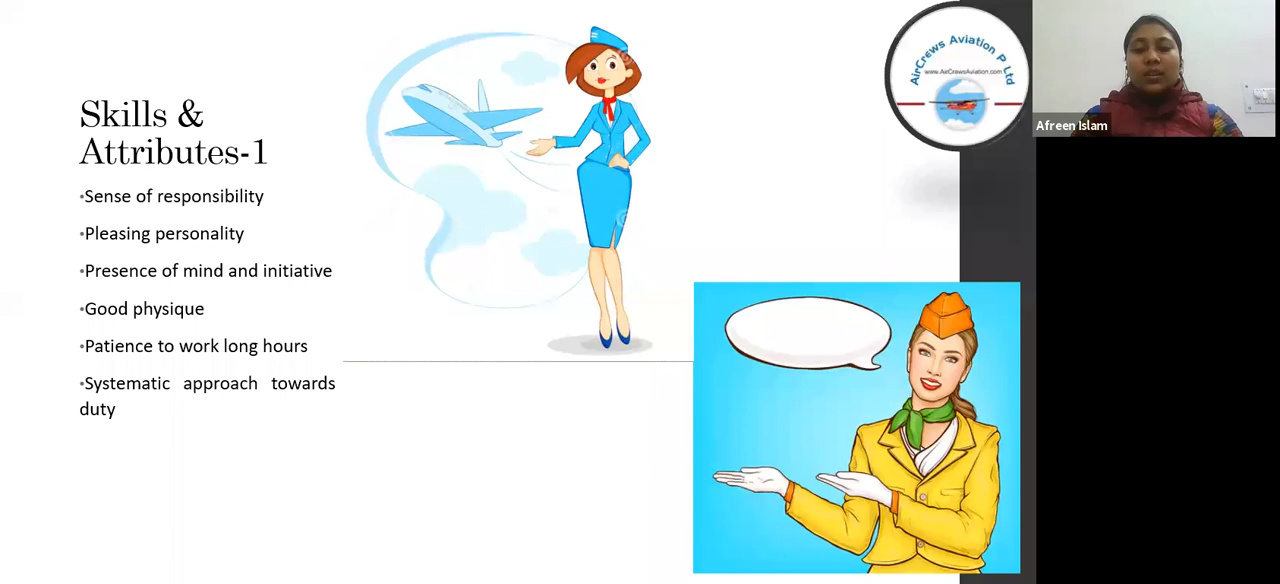 Skills &
Attributes-1
•Sense of responsibility
•Pleasing personality
•Presence of mind and initiative
•Good physique
•Patience to work long hours
•Systematic approach towards
duty
AirCrews Aviation P Ltd
www.AirCrewsAviation.com
Afreen Islam